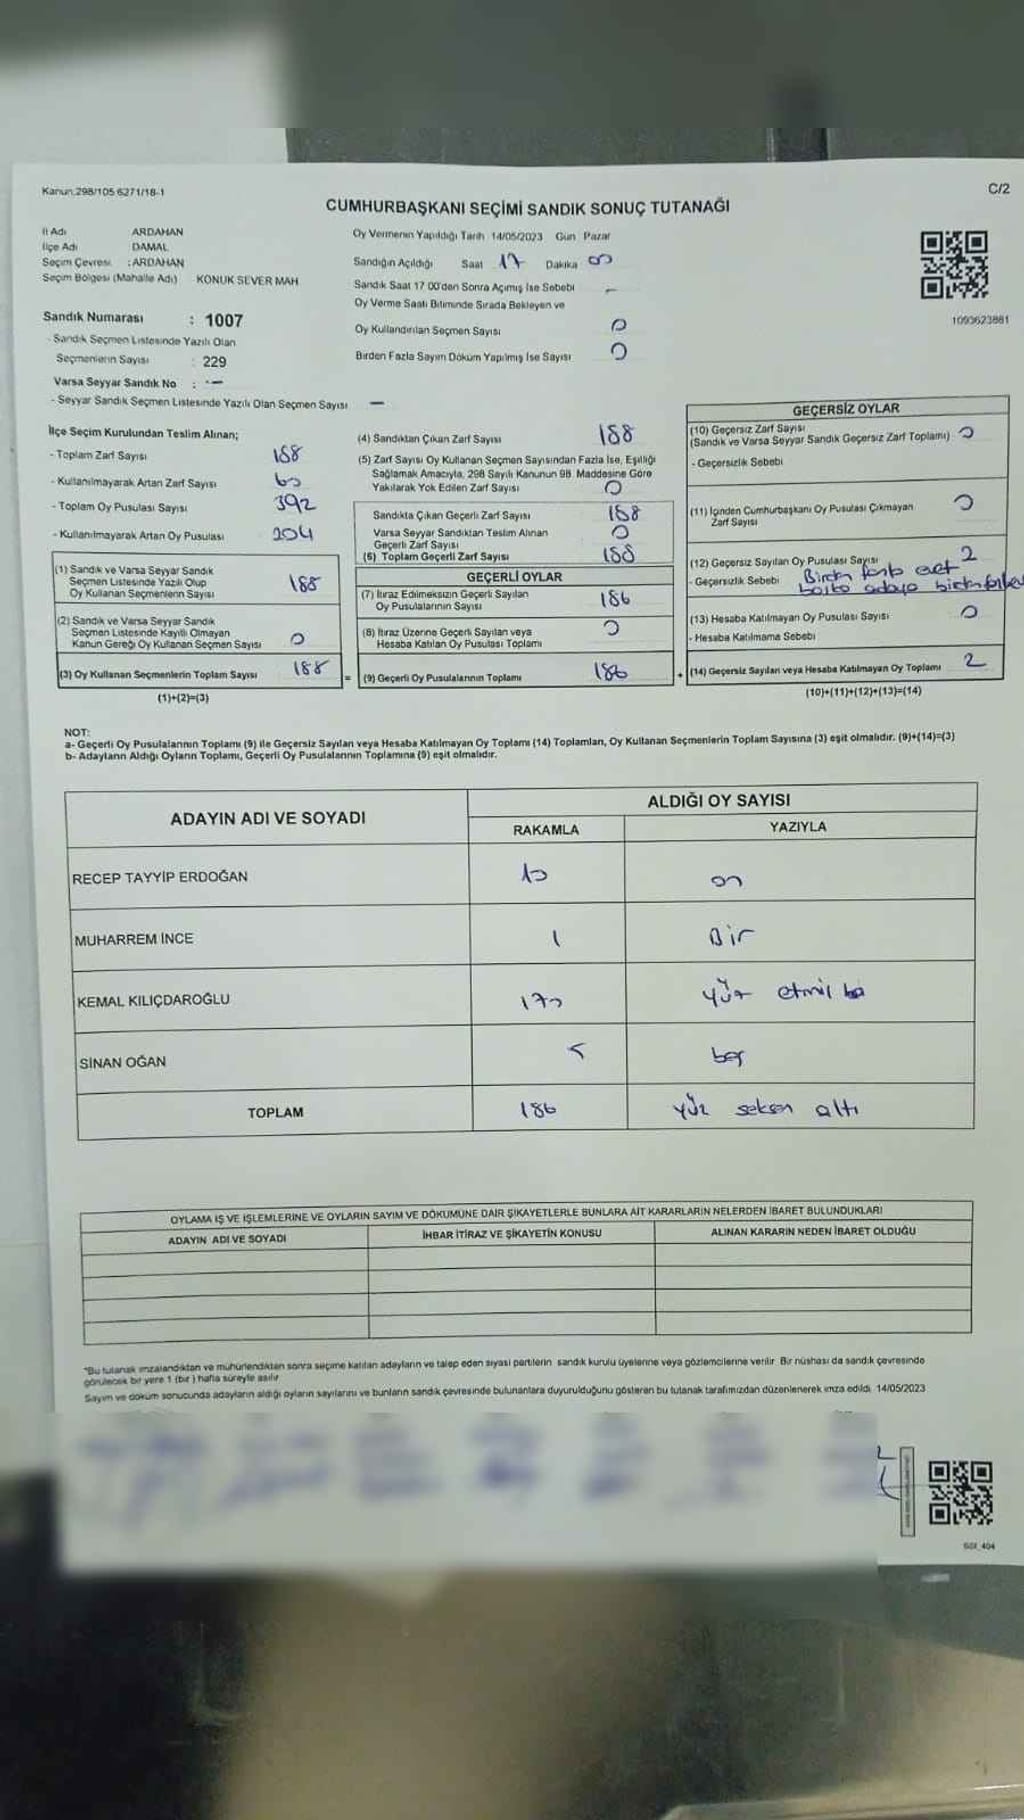 Kanun:298/105 6271/18-1
C/2
CUMHURBAŞKANI SEÇİMİ SANDIK SONUÇ TUTANAĞI
İl Adı ARDAHAN
İlçe Adı DAMAL
Seçim Çevresi : ARDAHAN
Seçim Bölgesi (Mahalle Adı) KONUK SEVER MAH
Oy Vermenin Yapıldığı Tarih 14/05/2023 Gün Pazar
Sandığın Açıldığı Saat 17 Dakika 00
Sandık Saat 17 00'den Sonra Açımış İse Sebebi -
Oy Verme Saati Bitiminde Sırada Bekleyen ve
Oy Kullandırılan Seçmen Sayısı 0
Birden Fazla Sayım Döküm Yapılmış İse Sayısı 0
1093623881
Sandık Numarası : 1007
- Sandık Seçmen Listesinde Yazılı Olan
Seçmenlerin Sayısı : 229
Varsa Seyyar Sandık No : -
- Seyyar Sandık Seçmen Listesinde Yazılı Olan Seçmen Sayısı -
İlçe Seçim Kurulundan Teslim Alınan;
- Toplam Zarf Sayısı 188
- Kullanılmayarak Artan Zarf Sayısı
- Toplam Oy Pusulası Sayısı 392
- Kullanılmayarak Artan Oy Pusulası 204
(1) Sandık ve Varsa Seyyar Sandık
Seçmen Listesinde Yazılı Olup
Oy Kullanan Seçmenlerin Sayısı 188
(2) Sandık ve Varsa Seyyar Sandık
Seçmen Listesinde Kayıtlı Olmayan
Kanun Gereği Oy Kullanan Seçmen Sayısı 0
(3) Oy Kullanan Seçmenlerin Toplam Sayısı 188
(1)+(2)=(3)
(4) Sandıktan Çıkan Zarf Sayısı 188
(5) Zarf Sayısı Oy Kullanan Seçmen Sayısından Fazla İse, Eşitliği
Sağlamak Amacıyla, 298 Sayılı Kanunun 98. Maddesine Göre
Yakılarak Yok Edilen Zarf Sayısı 0
Sandıkta Çıkan Geçerli Zarf Sayısı 188
Varsa Seyyar Sandıktan Teslim Alınan
Geçerli Zarf Sayısı 0
(6) Toplam Geçerli Zarf Sayısı 188
GEÇERLİ OYLAR
(7) İtiraz Edilmeksizin Geçerli Sayılan
Oy Pusulalarının Sayısı 186
(8) İtiraz Üzerine Geçerli Sayılan veya
Hesaba Katılan Oy Pusulası Toplamı 0
= (9) Geçerli Oy Pusulalarının Toplamı 186
GEÇERSİZ OYLAR
(10) Geçersiz Zarf Sayısı
(Sandık ve Varsa Seyyar Sandık Geçersiz Zarf Toplamı) 0
- Geçersizlik Sebebi
(11) İçinden Cumhurbaşkanı Oy Pusulası Çıkmayan
Zarf Sayısı 0
(12) Geçersiz Sayılan Oy Pusulası Sayısı 2
- Geçersizlik Sebebi Birden fazla evet
(13) Hesaba Katılmayan Oy Pusulası Sayısı 0
- Hesaba Katılmama Sebebi
+ (14) Geçersiz Sayılan veya Hesaba Katılmayan Oy Toplamı 2
(10)+(11)+(12)+(13)=(14)
NOT:
a- Geçerli Oy Pusulalarının Toplamı (9) ile Geçersiz Sayılan veya Hesaba Katılmayan Oy Toplamı (14) Toplamları, Oy Kullanan Seçmenlerin Toplam Sayısına (3) eşit olmalıdır. (9)+(14)=(3)
b- Adayların Aldığı Oyların Toplamı, Geçerli Oy Pusulalarının Toplamına (9) eşit olmalıdır.
ADAYIN ADI VE SOYADI ALDIĞI OY SAYISI
RAKAMLA YAZIYLA
RECEP TAYYİP ERDOĞAN 10 on
MUHARREM İNCE 1 Bir
KEMAL KILIÇDAROĞLU 170 yüz
SİNAN OĞAN 5 beş
TOPLAM 186 yüz seksen altı
OYLAMA İŞ VE İŞLEMLERİNE VE OYLARIN SAYIM VE DÖKÜMÜNE DAİR ŞİKAYETLERLE BUNLARA AİT KARARLARIN NELERDEN İBARET BULUNDUKLARI
ADAYIN ADI VE SOYADI İHBAR İTİRAZ VE ŞİKAYETİN KONUSU ALINAN KARARIN NEDEN İBARET OLDUĞU
*Bu tutanak imzalandıktan ve mühürlendikten sonra seçime katılan adayların ve talep eden siyasi partilerin sandık kurulu üyelerine veya gözlemcilerine verilir. Bir nüshası da sandık çevresinde
görülecek bir yere 1 (bir) hafta süreyle asılır
Sayım ve döküm sonucunda adayların aldığı oyların sayılarını ve bunların sandık çevresinde bulunanlara duyurulduğunu gösteren bu tutanak tarafımızdan düzenlenerek imza edildi. 14/05/2023